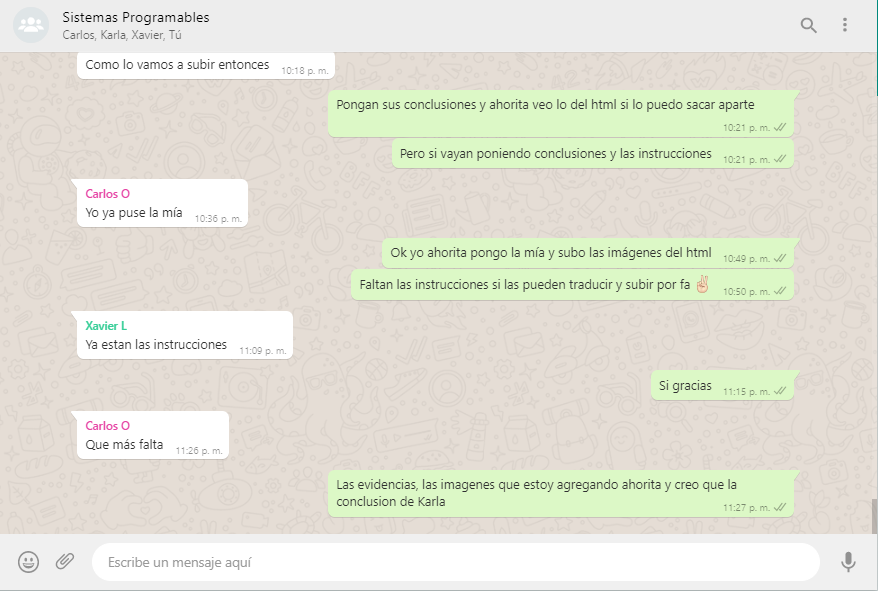 Sistemas Programables
Carlos, Karla, Xavier, Tú
Como lo vamos a subir entonces
10:18 p. m.
Pongan sus conclusiones y ahorita veo lo del html si lo puedo sacar aparte
10:21 p. m.
Pero si vayan poniendo conclusiones y las instrucciones
10:21 p. m.
Carlos O
Yo ya puse la mía
10:36 p. m.
Ok yo ahorita pongo la mía y subo las imágenes del html
10:49 p. m.
Faltan las instrucciones si las pueden traducir y subir por fa ✌🏻
10:50 p. m.
Xavier L
Ya estan las instrucciones
11:09 p. m.
Si gracias
11:15 p. m.
Carlos O
Que más falta
11:26 p. m.
Las evidencias, las imagenes que estoy agregando ahorita y creo que la
conclusion de Karla
11:27 p. m.
Escribe un mensaje aquí